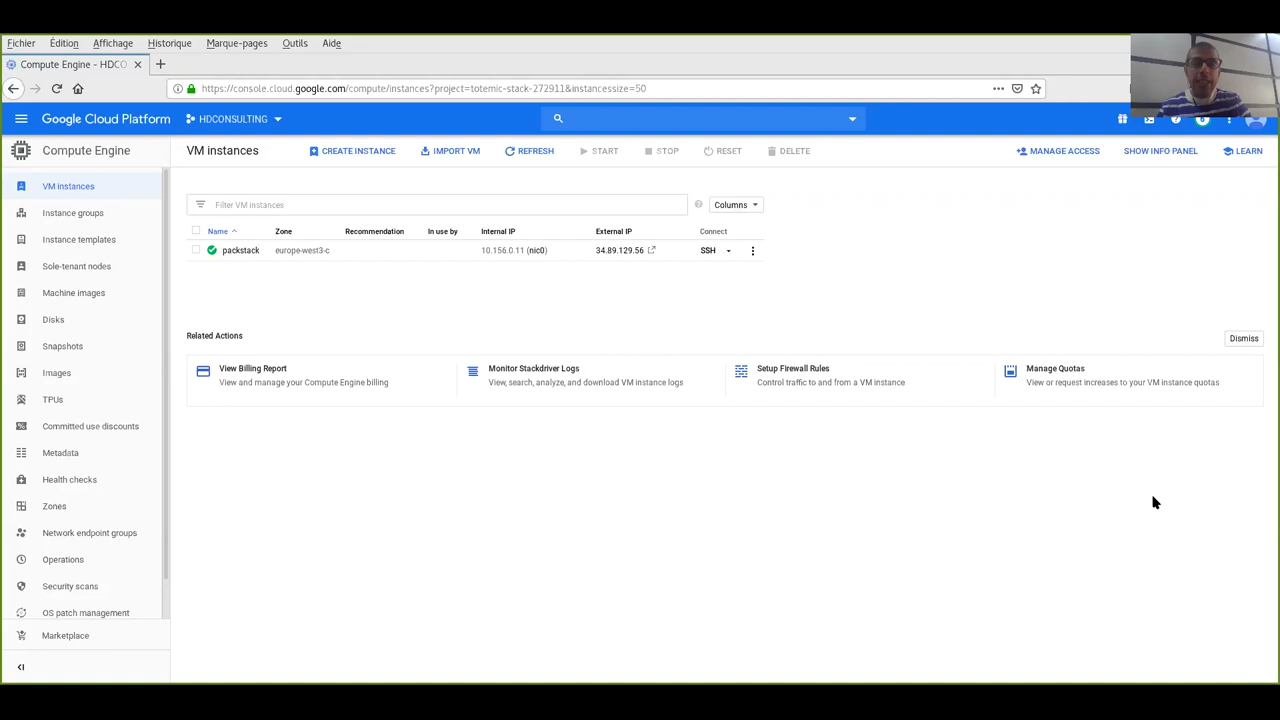 Fichier Édition Affichage Historique Marque-pages Outils Aide
Compute Engine - HDCO
https://console.cloud.google.com/compute/instances?project=totemic-stack-272911&instancessize=50
Google Cloud Platform HDCONSULTING
Compute Engine VM instances CREATE INSTANCE IMPORT VM REFRESH START STOP RESET DELETE MANAGE ACCESS SHOW INFO PANEL LEARN
VM instances
Instance groups
Instance templates
Sole-tenant nodes
Machine images
Disks
Snapshots
Images
TPUs
Committed use discounts
Metadata
Health checks
Zones
Network endpoint groups
Operations
Security scans
OS patch management
Marketplace
Filter VM instances Columns
Name Zone Recommendation In use by Internal IP External IP Connect
packstack europe-west3-c 10.156.0.11 (nic0) 34.89.129.56 SSH
Related Actions Dismiss
View Billing Report
View and manage your Compute Engine billing
Monitor Stackdriver Logs
View, search, analyze, and download VM instance logs
Setup Firewall Rules
Control traffic to and from a VM instance
Manage Quotas
View or request increases to your VM instance quotas